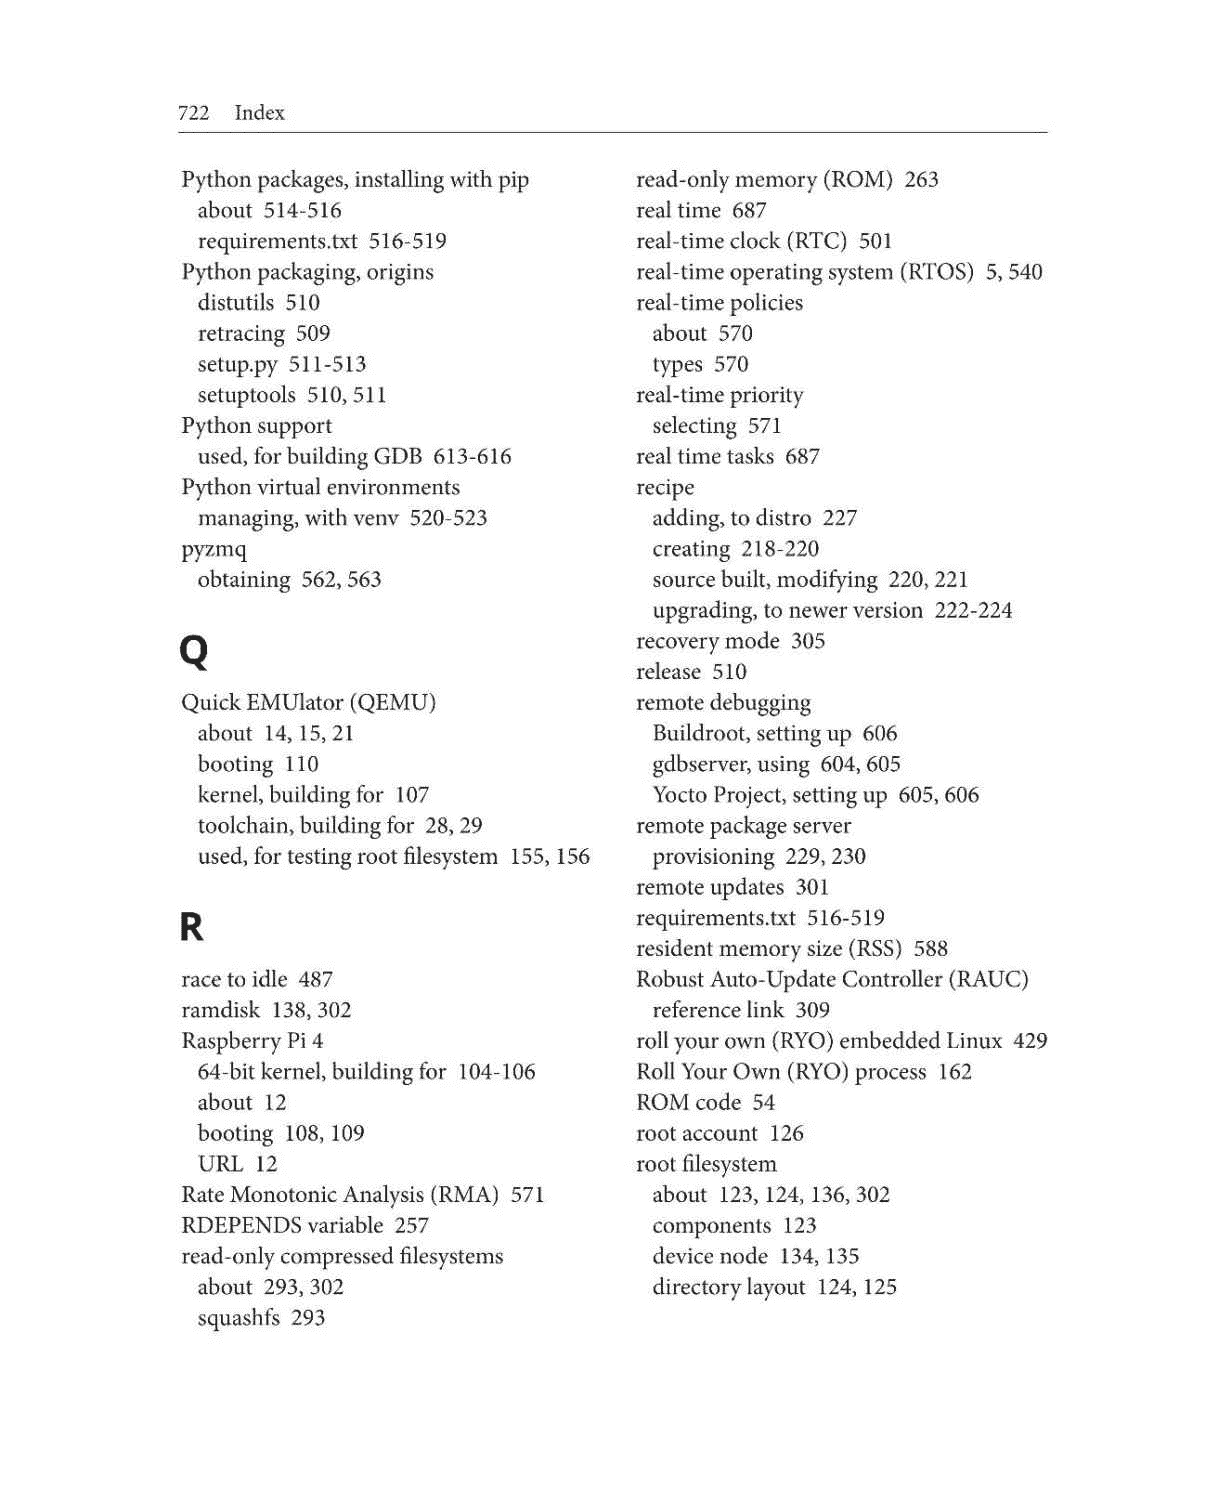 722 Index
Python packages, installing with pip
about 514-516
requirements.txt 516-519
Python packaging, origins
distutils 510
retracing 509
setup.py 511-513
setuptools 510, 511
Python support
used, for building GDB 613-616
Python virtual environments
managing, with venv 520-523
pyzmq
obtaining 562, 563
Q
Quick EMUlator (QEMU)
about 14, 15, 21
booting 110
kernel, building for 107
toolchain, building for 28, 29
used, for testing root filesystem 155, 156
R
race to idle 487
ramdisk 138, 302
Raspberry Pi 4
64-bit kernel, building for 104-106
about 12
booting 108, 109
URL 12
Rate Monotonic Analysis (RMA) 571
RDEPENDS variable 257
read-only compressed filesystems
about 293, 302
squashfs 293
read-only memory (ROM) 263
real time 687
real-time clock (RTC) 501
real-time operating system (RTOS) 5, 540
real-time policies
about 570
types 570
real-time priority
selecting 571
real time tasks 687
recipe
adding, to distro 227
creating 218-220
source built, modifying 220, 221
upgrading, to newer version 222-224
recovery mode 305
release 510
remote debugging
Buildroot, setting up 606
gdbserver, using 604, 605
Yocto Project, setting up 605, 606
remote package server
provisioning 229, 230
remote updates 301
requirements.txt 516-519
resident memory size (RSS) 588
Robust Auto-Update Controller (RAUC)
reference link 309
roll your own (RYO) embedded Linux 429
Roll Your Own (RYO) process 162
ROM code 54
root account 126
root filesystem
about 123, 124, 136, 302
components 123
device node 134, 135
directory layout 124, 125